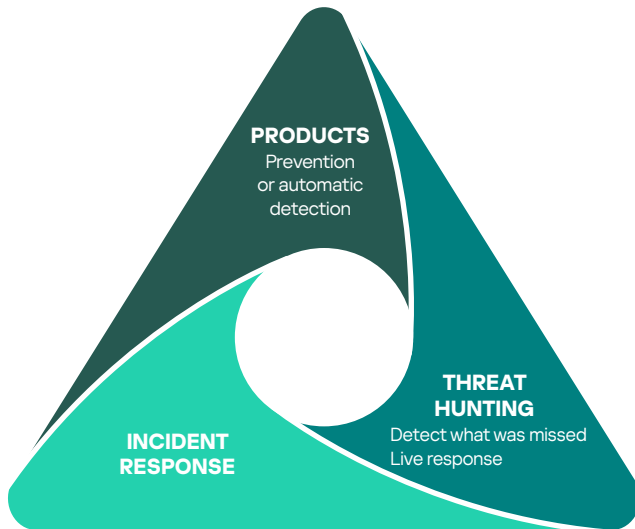 PRODUCTS
Prevention
or automatic
detection
THREAT
HUNTING
Detect what was missed
Live response
INCIDENT
RESPONSE